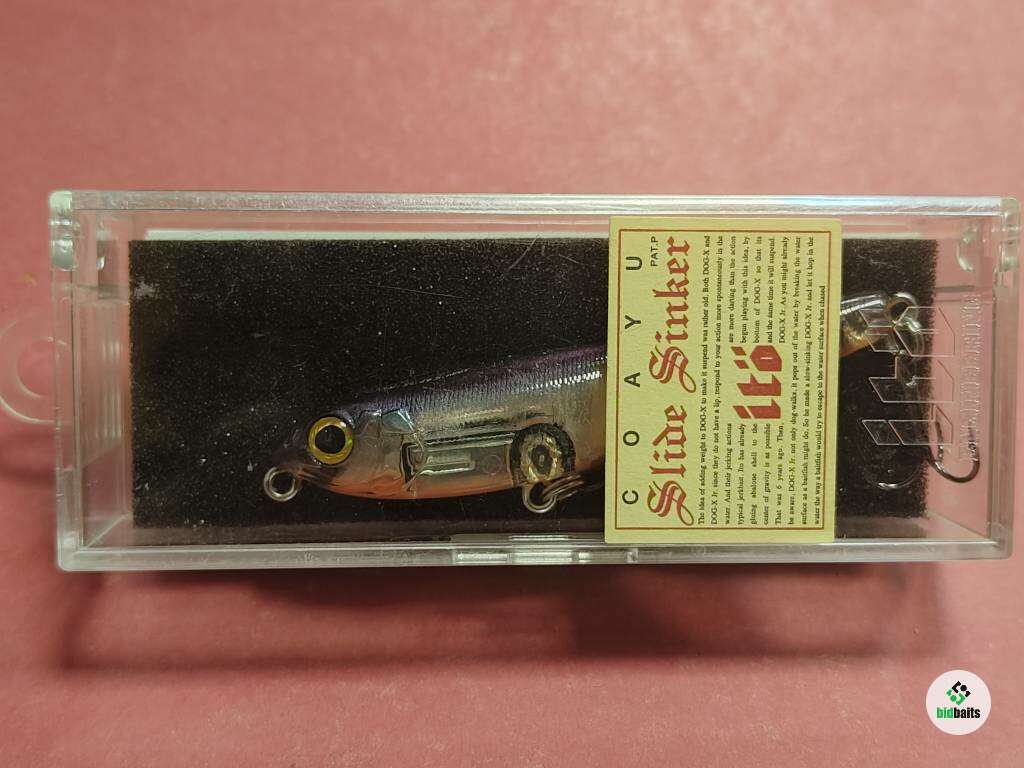 COAYU
PAT.P
Slide Sinker
The idea of adding weight to DOG-X to make it suspend was rather old. Both DOG-X and
DOG-X Jr. since they do not have a lip, respond to your action more spontaneously in the
water. And their jerking actions are more darting than the action
typical jerkbait. Ito has already begun playing with this idea, by
gluing abalone shell to the bottom of DOG-X so that its
center of gravity is as possible and the same time it will suspend.
That was 6 years ago. Then, DOG-X Jr. As you might already
be aware, DOG-X Jr. not only dog-walks, it pops out of the water by breaking the water
surface as a baitfish might do. So he made a slow-sinking DOG-X Jr. and let it hop in the
water the way a baitfish would try to escape to the water surface when chased
itö
bidbaits